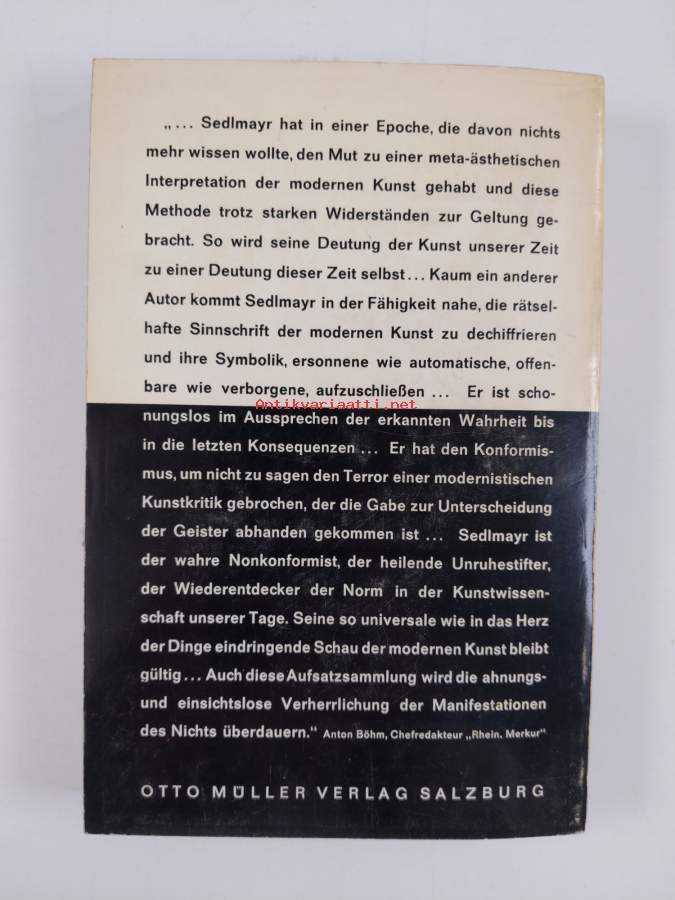 „... Sedlmayr hat in einer Epoche, die davon nichts
mehr wissen wollte, den Mut zu einer meta-ästhetischen
Interpretation der modernen Kunst gehabt und diese
Methode trotz starken Widerständen zur Geltung ge-
bracht. So wird seine Deutung der Kunst unserer Zeit
zu einer Deutung dieser Zeit selbst... Kaum ein anderer
Autor kommt Sedlmayr in der Fähigkeit nahe, die rätsel-
hafte Sinnschrift der modernen Kunst zu dechiffrieren
und ihre Symbolik, ersonnene wie automatische, offen-
bare wie verborgene, aufzuschließen ... Er ist scho-
Antikvariaatti.net
nungslos im Aussprechen der erkannten Wahrheit bis
in die letzten Konsequenzen ... Er hat den Konformis-
mus, um nicht zu sagen den Terror einer modernistischen
Kunstkritik gebrochen, der die Gabe zur Unterscheidung
der Geister abhanden gekommen ist ... Sedlmayr ist
der wahre Nonkonformist, der heilende Unruhestifter,
der Wiederentdecker der Norm in der Kunstwissen-
schaft unserer Tage. Seine so universale wie in das Herz
der Dinge eindringende Schau der modernen Kunst bleibt
gültig... Auch diese Aufsatzsammlung wird die ahnungs-
und einsichtslose Verherrlichung der Manifestationen
des Nichts überdauern.“ Anton Böhm, Chefredakteur „Rhein. Merkur“
OTTO MÜLLER VERLAG SALZBURG